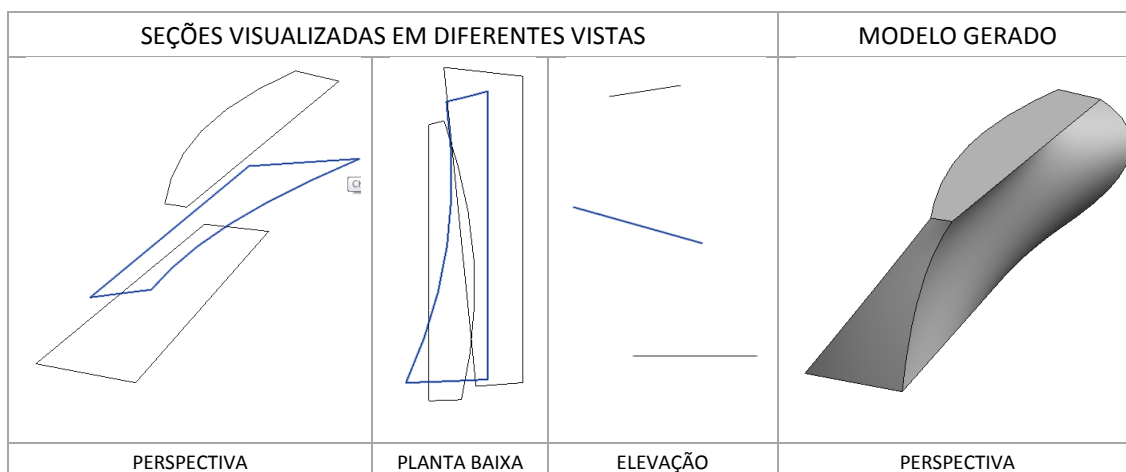 SEÇÕES VISUALIZADAS EM DIFERENTES VISTAS
MODELO GERADO
PERSPECTIVA
PLANTA BAIXA
ELEVAÇÃO
PERSPECTIVA